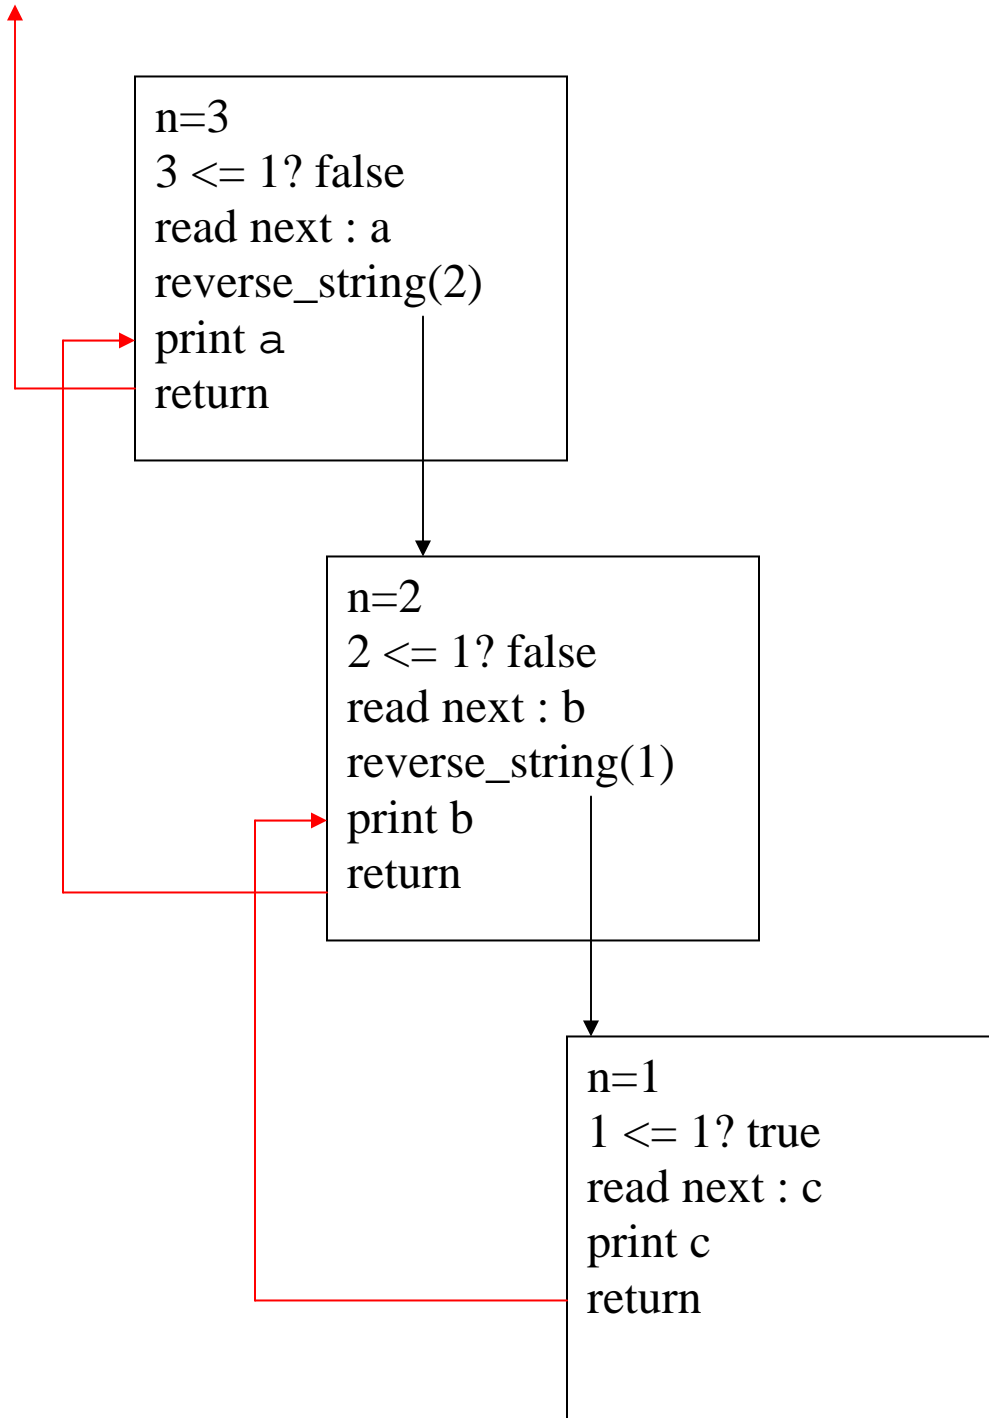 n=3
3 <= 1? false
read next : a
reverse_string(2)
print a
return
n=2
2 <= 1? false
read next : b
reverse_string(1)
print b
return
n=1
1 <= 1? true
read next : c
print c
return